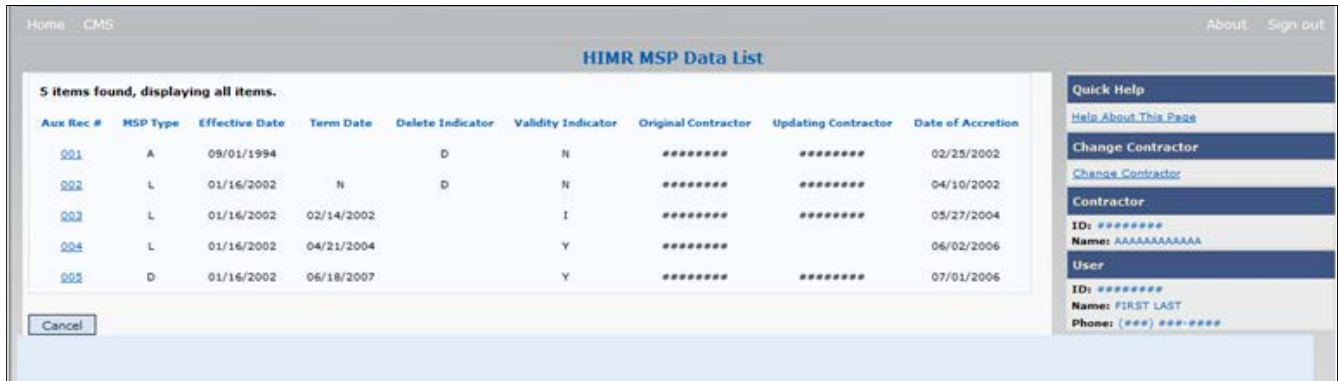 Home CMS About Sign out
HIMR MSP Data List
5 items found, displaying all items.
Aux Rec # MSP Type Effective Date Term Date Delete Indicator Validity Indicator Original Contractor Updating Contractor Date of Accretion
001 A 09/01/1994 D N ######## ######## 02/25/2002
002 L 01/16/2002 N D N ######## ######## 04/10/2002
003 L 01/16/2002 02/14/2002 I ######## ######## 05/27/2004
004 L 01/16/2002 04/21/2004 Y ######## 06/02/2006
005 D 01/16/2002 06/18/2007 Y ######## ######## 07/01/2006
Cancel
Quick Help
Help About This Page
Change Contractor
Change Contractor
Contractor
ID: ########
Name: AAAAAAAAAAAA
User
ID: ########
Name: FIRST LAST
Phone: (###) ###-####